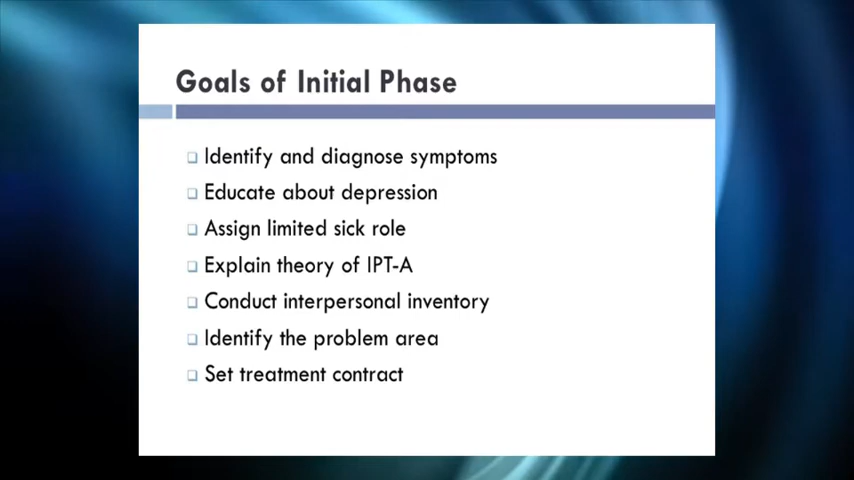 Goals of Initial Phase
Identify and diagnose symptoms
Educate about depression
Assign limited sick role
Explain theory of IPT-A
Conduct interpersonal inventory
Identify the problem area
Set treatment contract